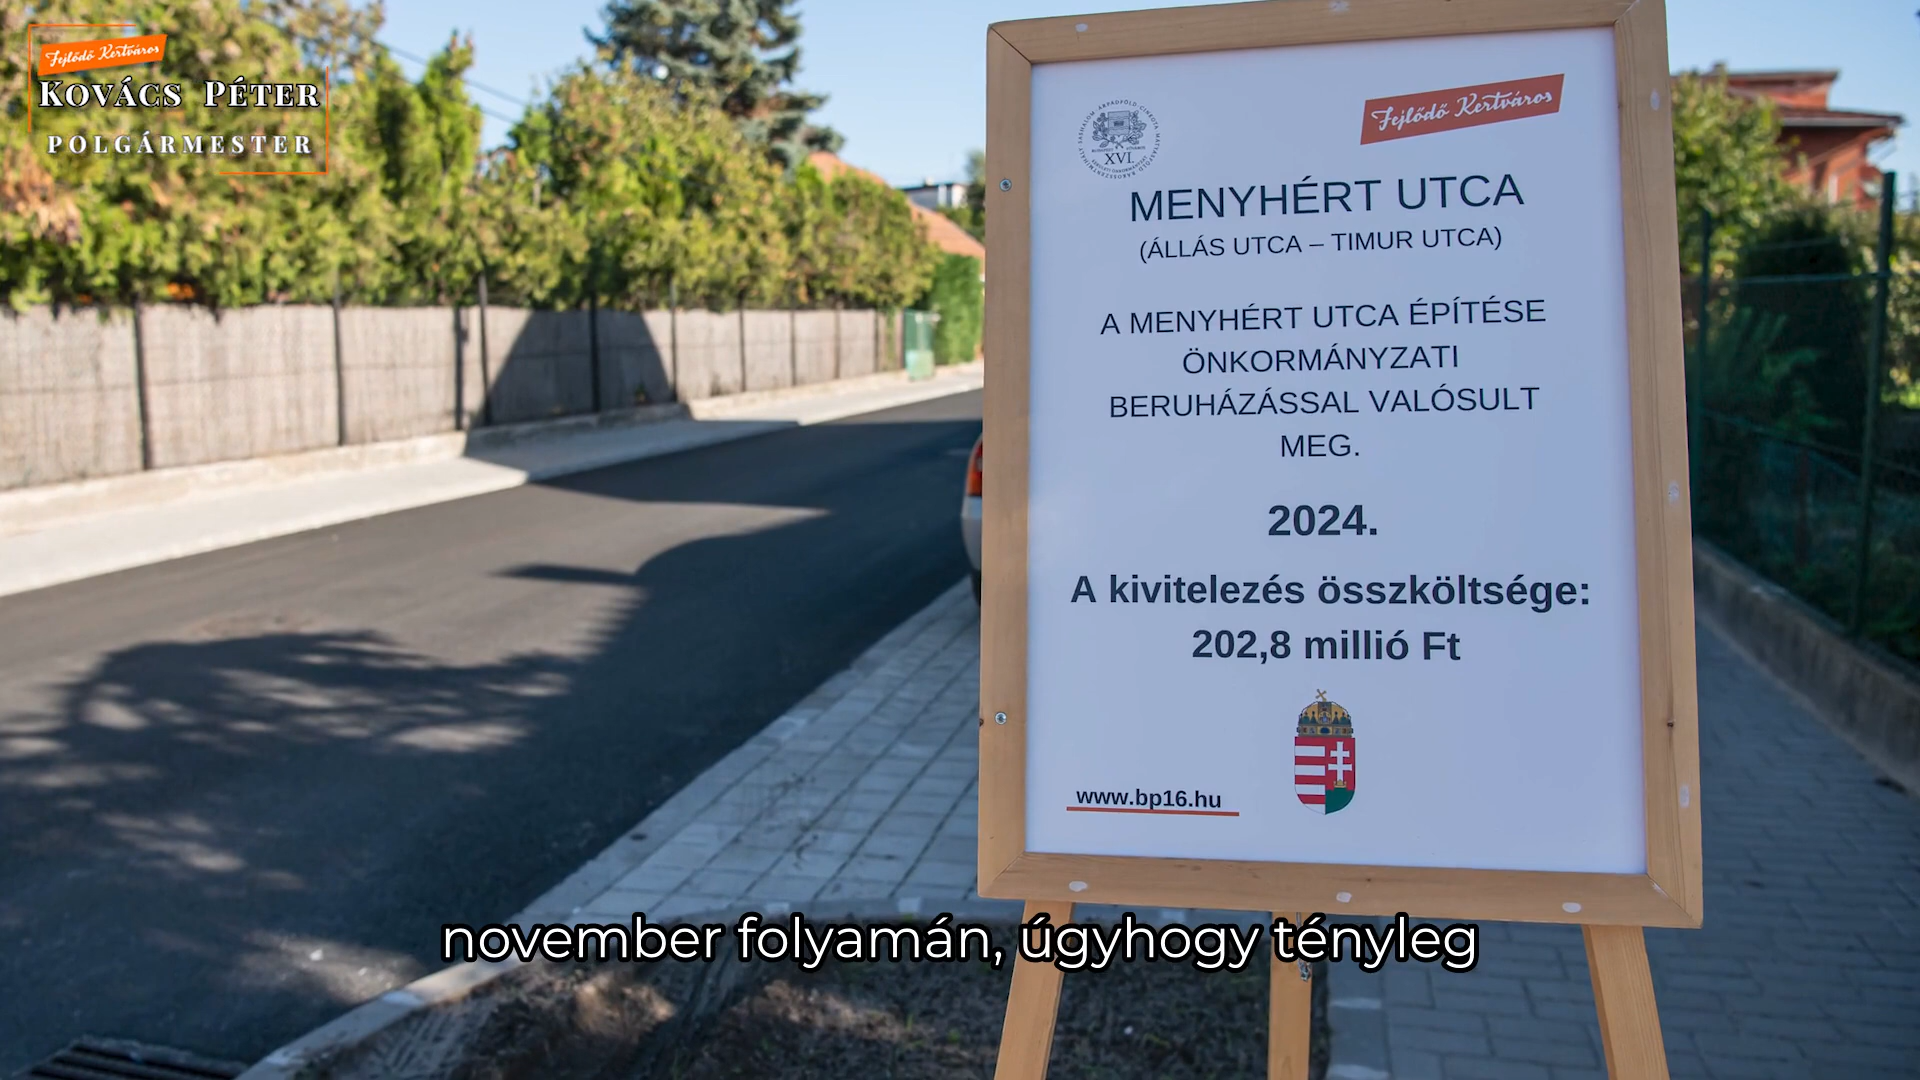 Fejlődő Kertváros
KOVÁCS PÉTER
POLGÁRMESTER
Fejlődő Kertváros
XVI.
MENYHÉRT UTCA
(ÁLLÁS UTCA – TIMUR UTCA)
A MENYHÉRT UTCA ÉPÍTÉSE
ÖNKORMÁNYZATI
BERUHÁZÁSSAL VALÓSULT
MEG.
2024.
A kivitelezés összköltsége:
202,8 millió Ft
www.bp16.hu
november folyamán, úgyhogy tényleg